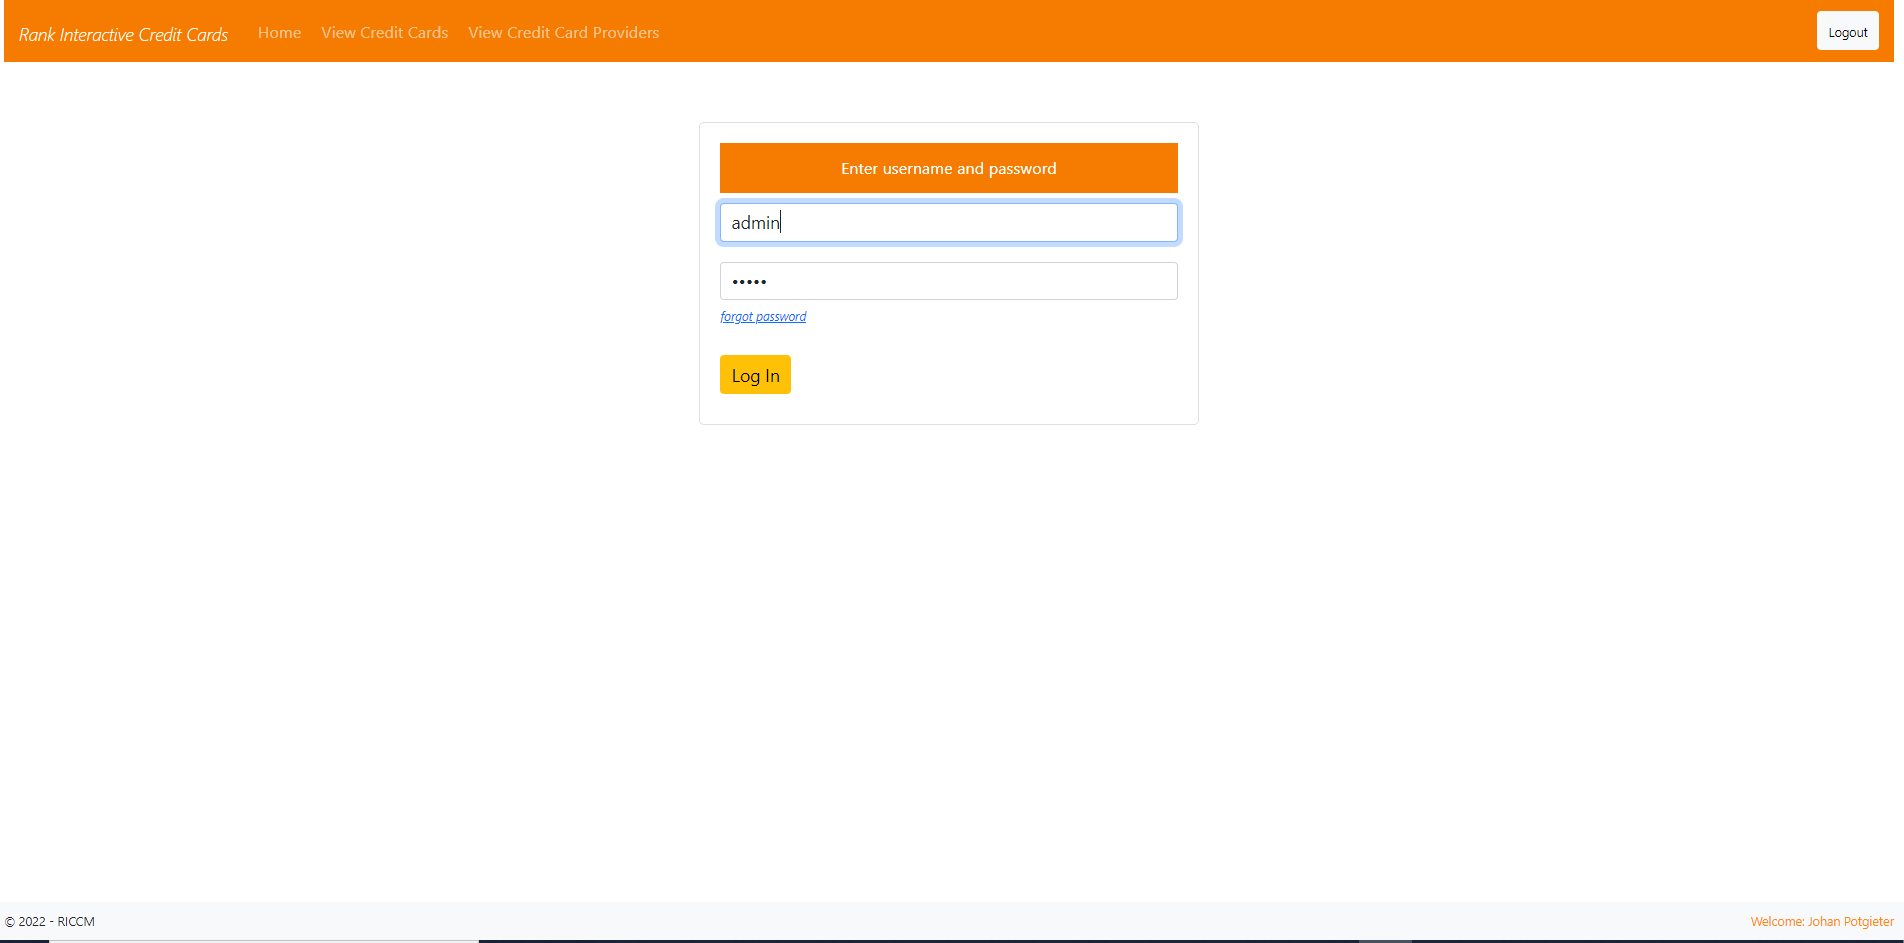 Rank Interactive Credit Cards Home View Credit Cards View Credit Card Providers Logout
Enter username and password
admin
•••••
forgot password
Log In
© 2022 - RICCM Welcome: Johan Potgieter